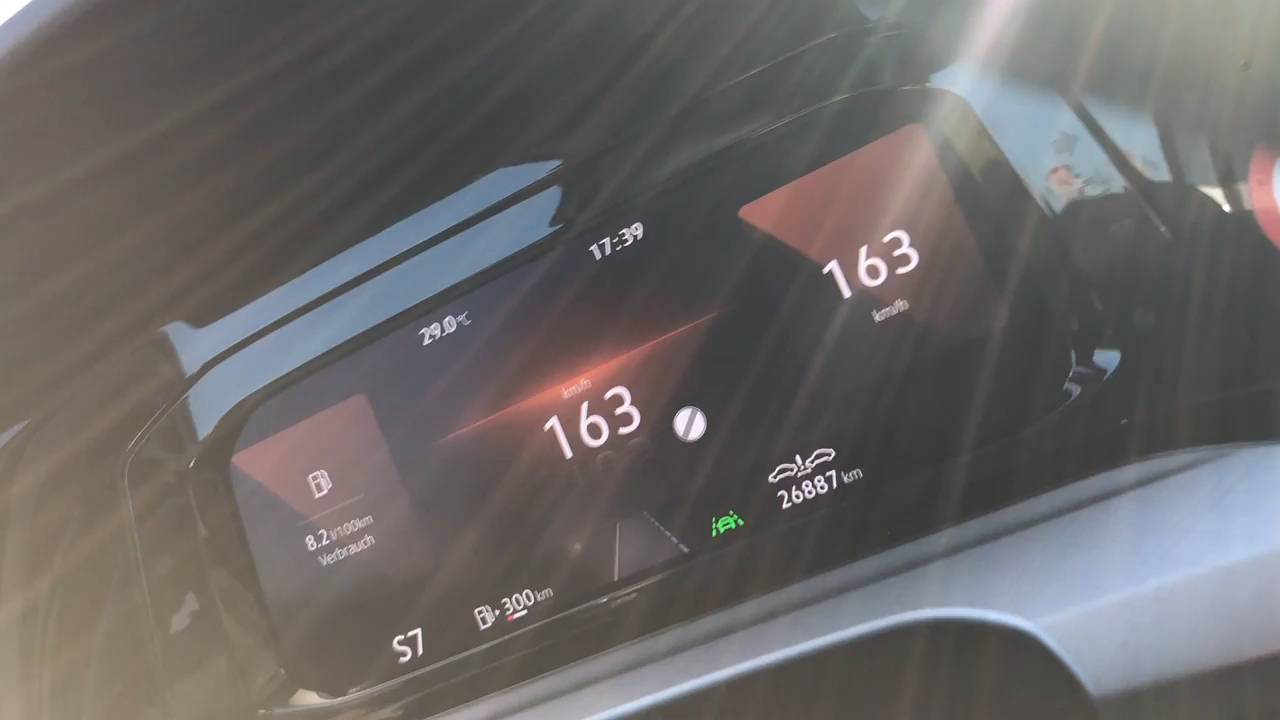 17:39
29.0 °C
163
km/h
km/h
163
8.2 l/100km
Verbrauch
26887 km
300 km
S7